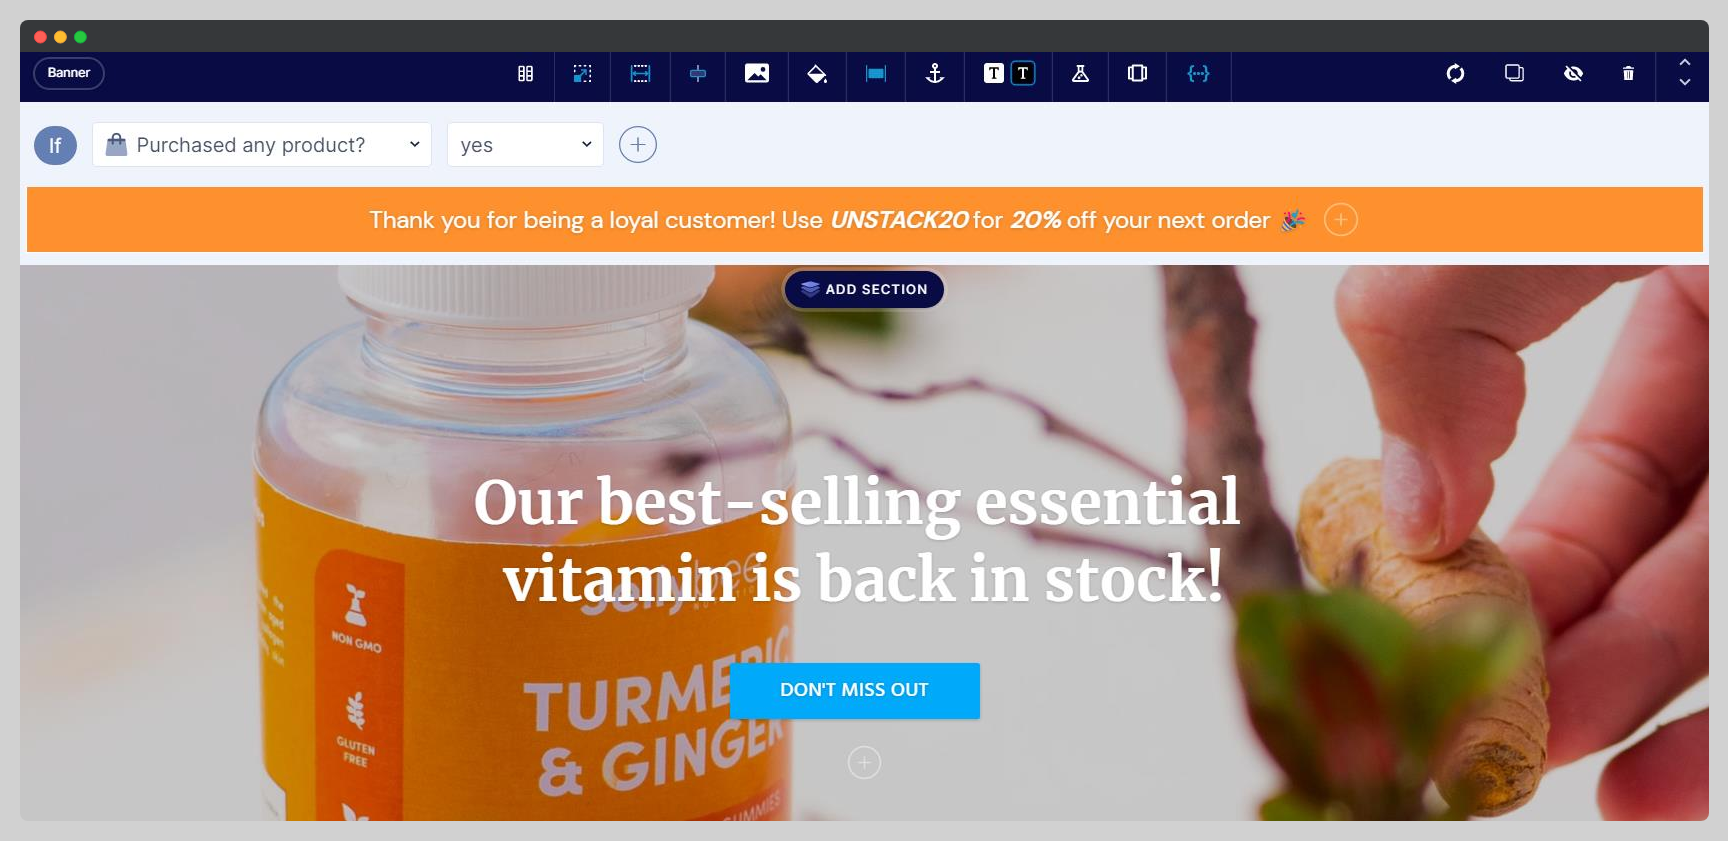 Banner
T T
If Purchased any product? yes
Thank you for being a loyal customer! Use UNSTACK20 for 20% off your next order 🎉
ADD SECTION
Our best-selling essential
vitamin is back in stock!
DON'T MISS OUT
NON GMO
GLUTEN
FREE
TURMERIC
& GINGER
GUMMIES